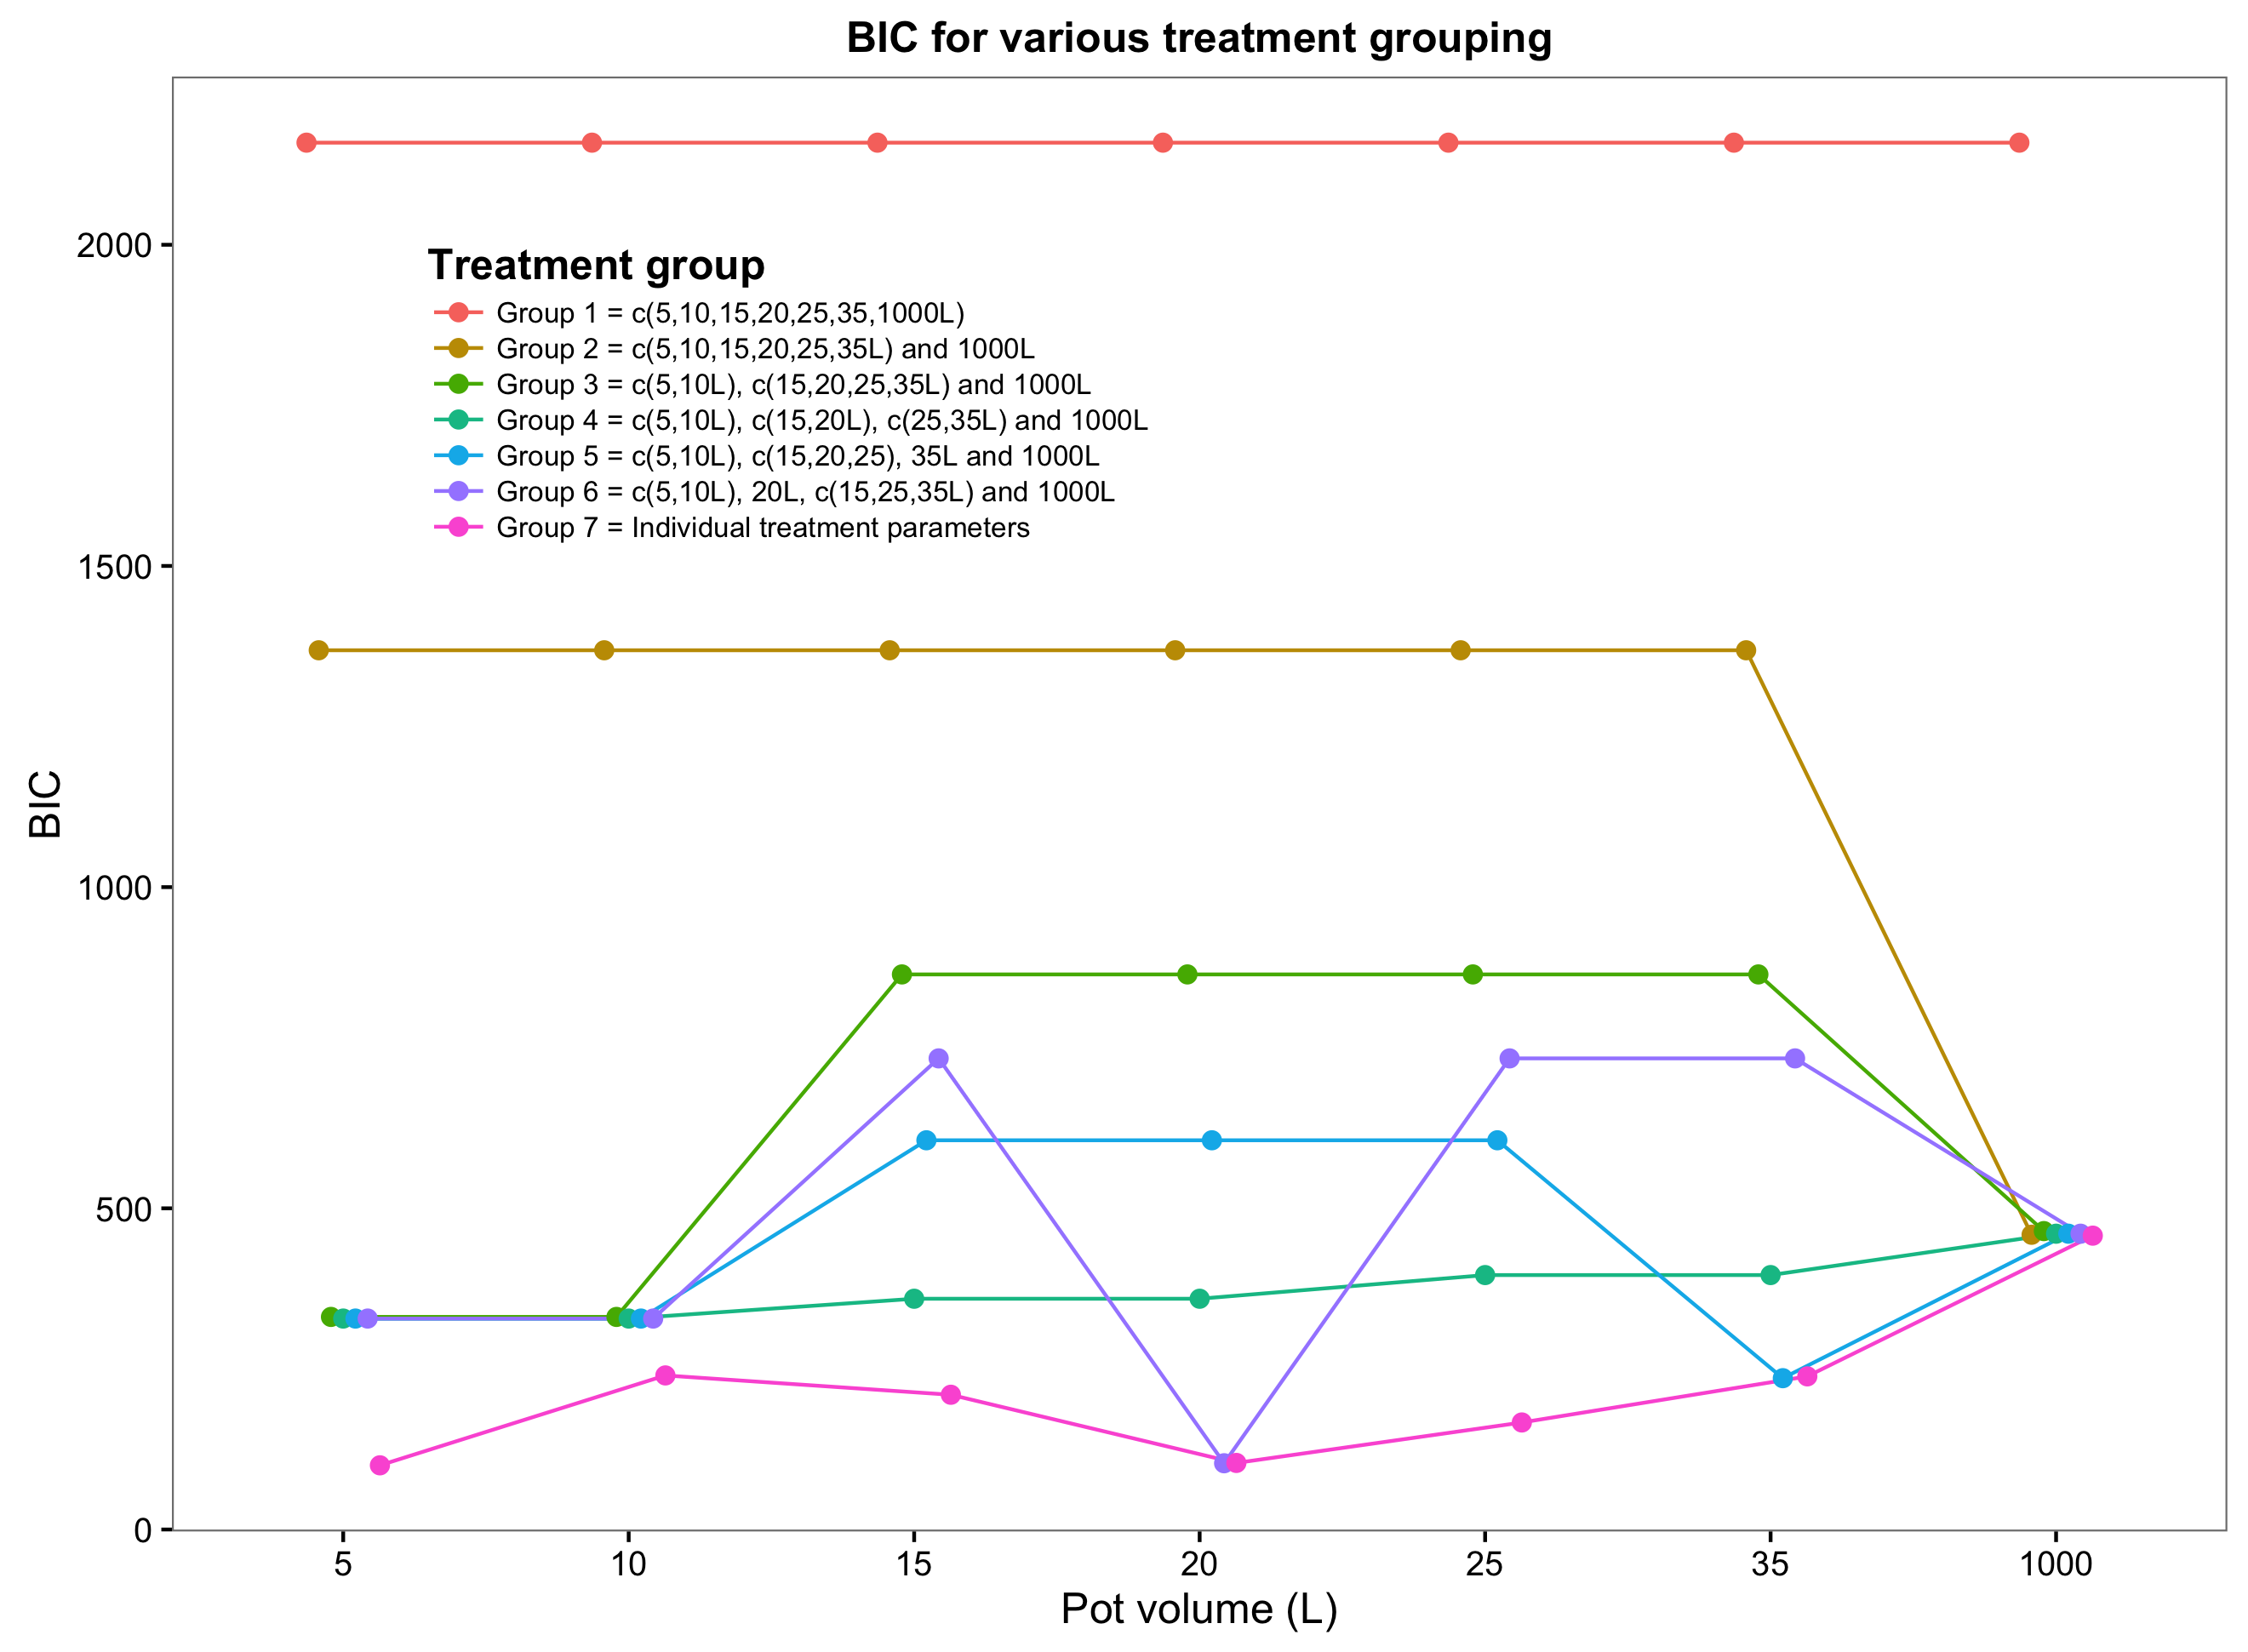 BIC for various treatment grouping
2000
1500
1000
500
0
BIC
Treatment group
Group 1 = c(5,10,15,20,25,35,1000L)
Group 2 = c(5,10,15,20,25,35L) and 1000L
Group 3 = c(5,10L), c(15,20,25,35L) and 1000L
Group 4 = c(5,10L), c(15,20L), c(25,35L) and 1000L
Group 5 = c(5,10L), c(15,20,25), 35L and 1000L
Group 6 = c(5,10L), 20L, c(15,25,35L) and 1000L
Group 7 = Individual treatment parameters
5 10 15 20 25 35 1000
Pot volume (L)